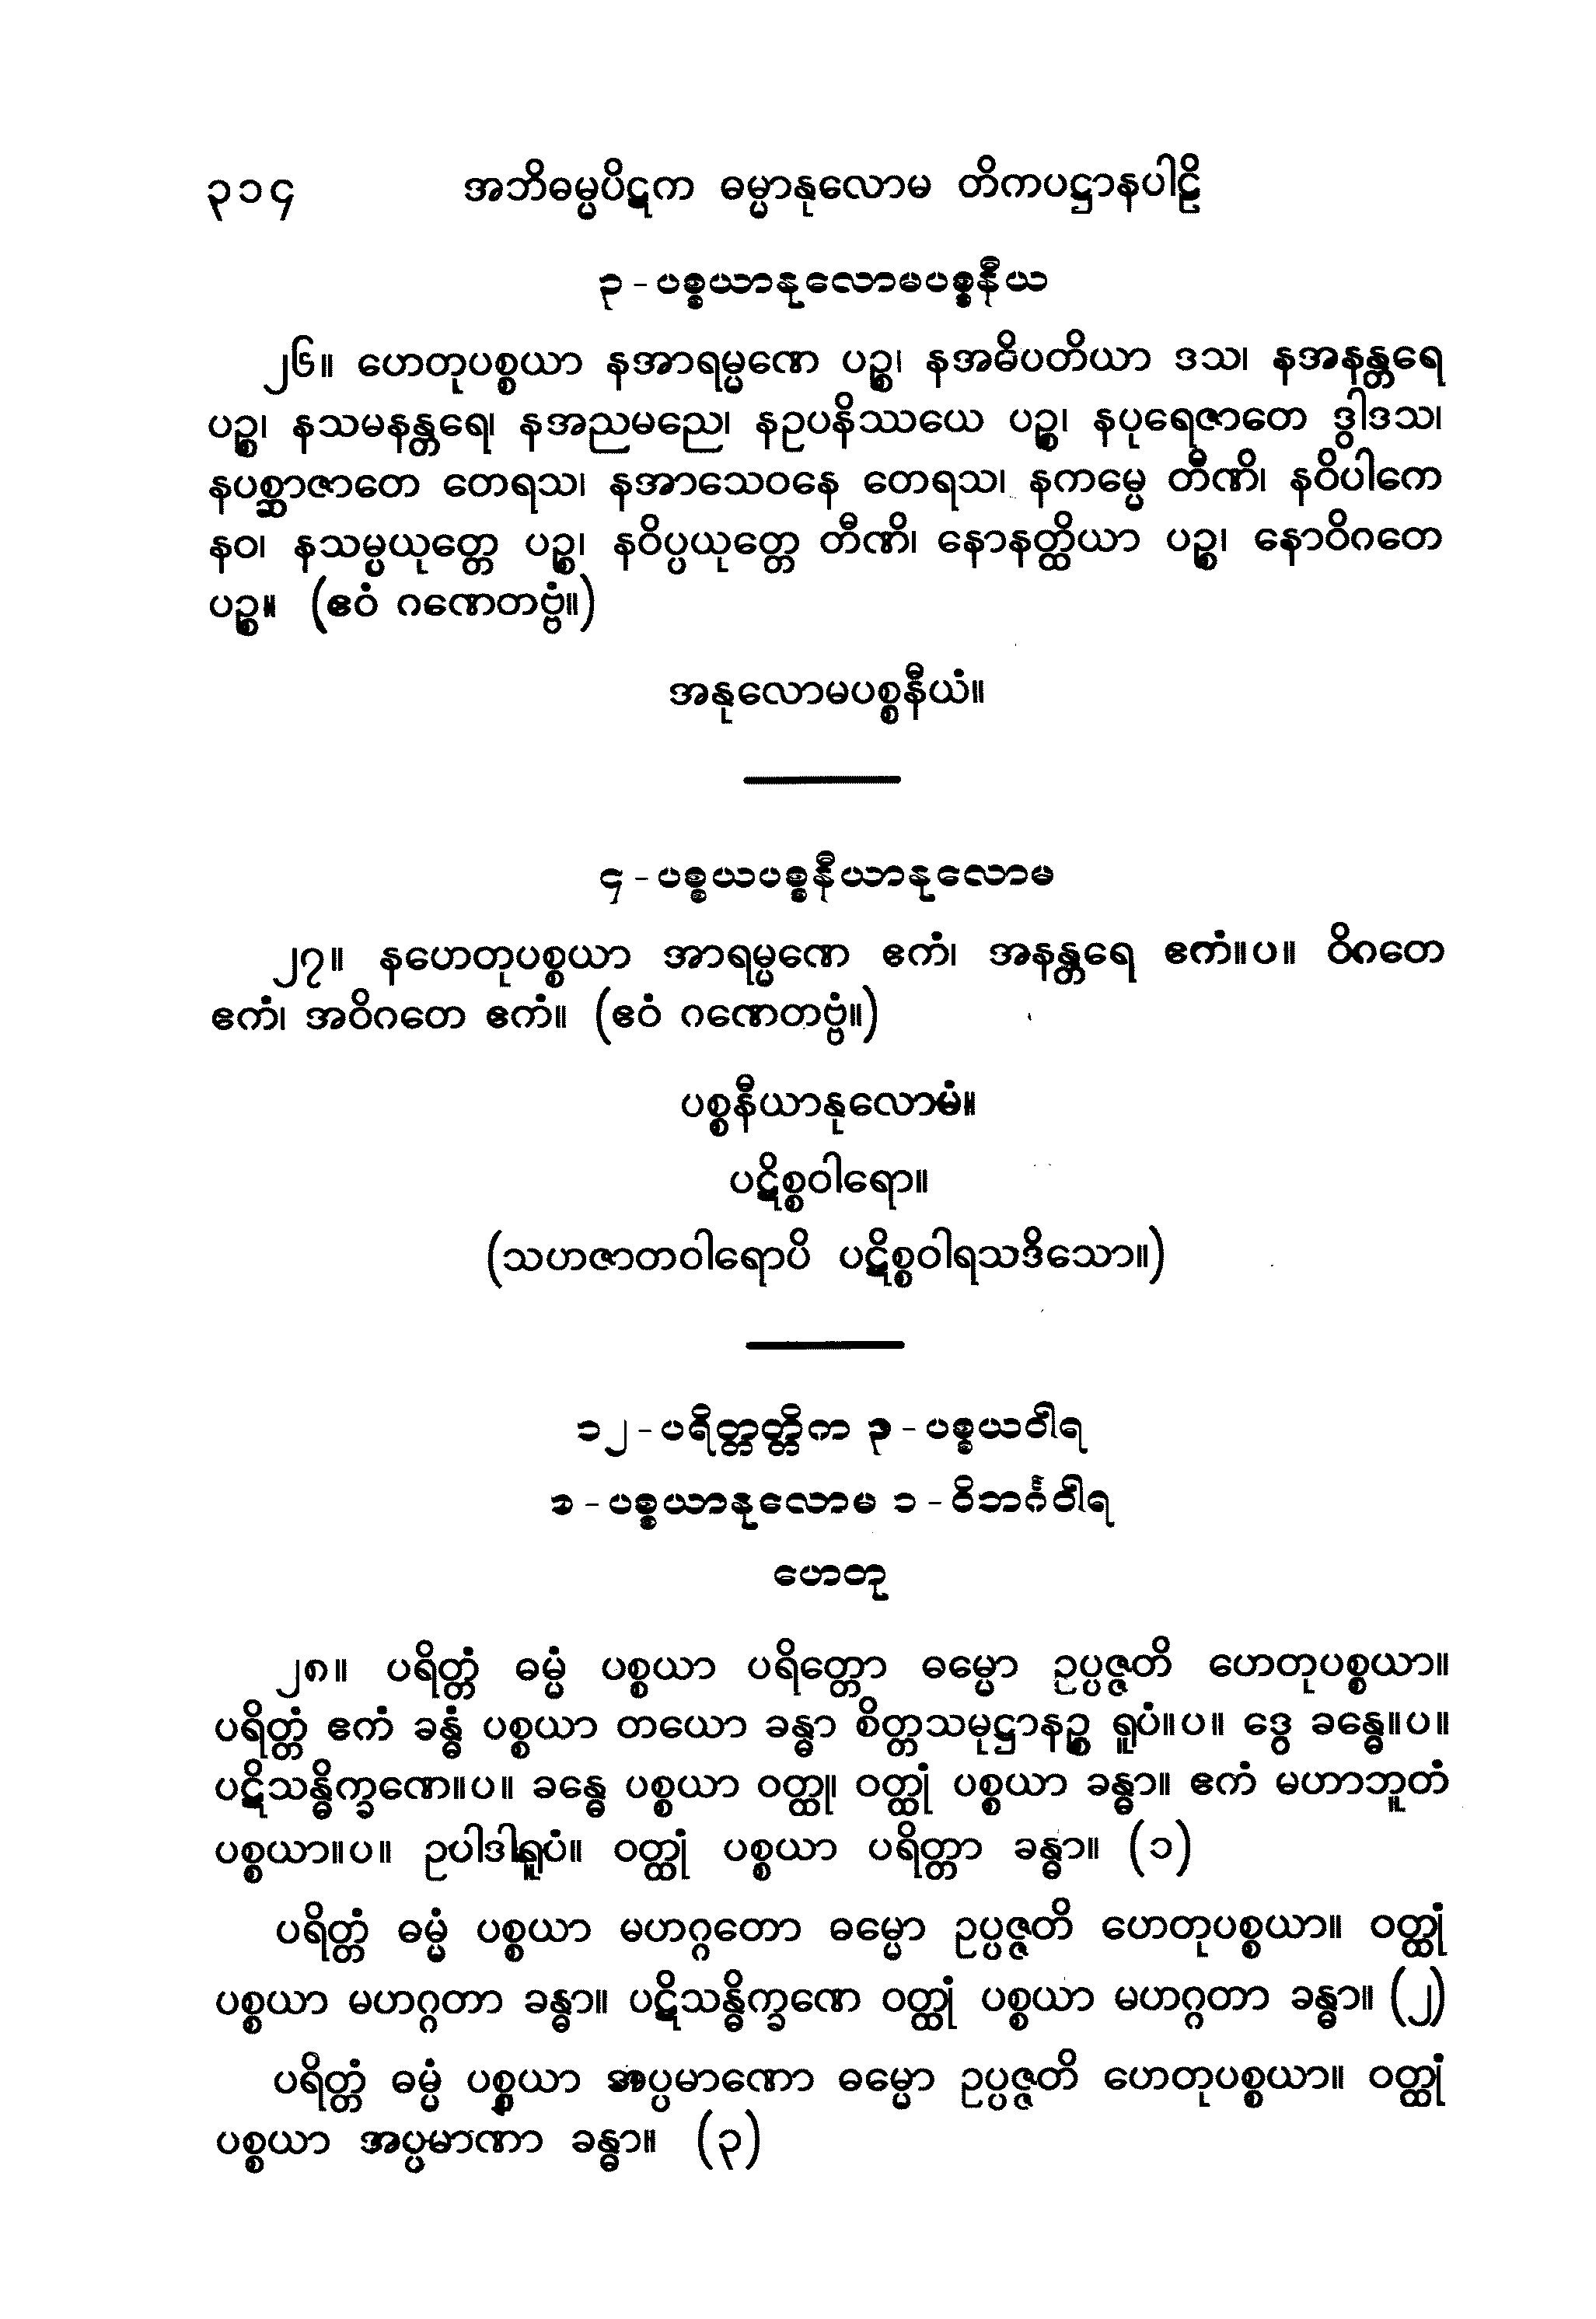 ၃၁၄ အဘိဓမ္မပိဋက ဓမ္မာနုလောမ တိကပဋ္ဌာနပါဠိ
၃-ပစ္စယာနုလောမပစ္စနီယ
၂၆။ ဟေတုပစ္စယာ နအာရမ္မဏေ ပဉ္စ၊ နအဓိပတိယာ ဒသ၊ နအနန္တရေ
ပဉ္စ၊ နသမနန္တရေ၊ နအညမညေ၊ နဥပနိဿယေ ပဉ္စ၊ နပုရေဇာတေ ဒွါဒသ၊
နပစ္ဆာဇာတေ တေရသ၊ နအာသေဝနေ တေရသ၊ နကမ္မေ တီဏိ၊ နဝိပါကေ
နဝ၊ နသမ္ပယုတ္တေ ပဉ္စ၊ နဝိပ္ပယုတ္တေ တီဏိ၊ နောနတ္ထိယာ ပဉ္စ၊ နောဝိဂတေ
ပဉ္စ။ (ဧဝံ ဂဏေတဗ္ဗံ။)
အနုလောမပစ္စနီယံ။
၄-ပစ္စယပစ္စနီယာနုလောမ
၂၇။ နဟေတုပစ္စယာ အာရမ္မဏေ ဧကံ၊ အနန္တရေ ဧကံ။ပ။ ဝိဂတေ
ဧကံ၊ အဝိဂတေ ဧကံ။ (ဧဝံ ဂဏေတဗ္ဗံ။)
ပစ္စနီယာနုလောမံ။
ပဋိစ္စဝါရော။
(သဟဇာတဝါရောပိ ပဋိစ္စဝါရသဒိသော။)
၁၂-ပရိတ္တတ္တိက ၃-ပစ္စယဝါရ
၁-ပစ္စယာနုလောမ ၁-ဝိဘင်္ဂဝါရ
ဟေတု
၂၈။ ပရိတ္တံ ဓမ္မံ ပစ္စယာ ပရိတ္တော ဓမ္မော ဥပ္ပဇ္ဇတိ ဟေတုပစ္စယာ။
ပရိတ္တံ ဧကံ ခန္ဓံ ပစ္စယာ တယော ခန္ဓာ စိတ္တသမုဋ္ဌာနဉ္စ ရူပံ။ပ။ ဒွေ ခန္ဓေ။ပ။
ပဋိသန္ဓိက္ခဏေ။ပ။ ခန္ဓေ ပစ္စယာ ဝတ္ထု၊ ဝတ္ထုံ ပစ္စယာ ခန္ဓာ။ ဧကံ မဟာဘူတံ
ပစ္စယာ။ပ။ ဥပါဒါရူပံ။ ဝတ္ထုံ ပစ္စယာ ပရိတ္တာ ခန္ဓာ။ (၁)
ပရိတ္တံ ဓမ္မံ ပစ္စယာ မဟဂ္ဂတော ဓမ္မော ဥပ္ပဇ္ဇတိ ဟေတုပစ္စယာ။ ဝတ္ထုံ
ပစ္စယာ မဟဂ္ဂတာ ခန္ဓာ။ ပဋိသန္ဓိက္ခဏေ ဝတ္ထုံ ပစ္စယာ မဟဂ္ဂတာ ခန္ဓာ။ (၂)
ပရိတ္တံ ဓမ္မံ ပစ္စယာ အပ္ပမာဏော ဓမ္မော ဥပ္ပဇ္ဇတိ ဟေတုပစ္စယာ။ ဝတ္ထုံ
ပစ္စယာ အပ္ပမာဏာ ခန္ဓာ။ (၃)